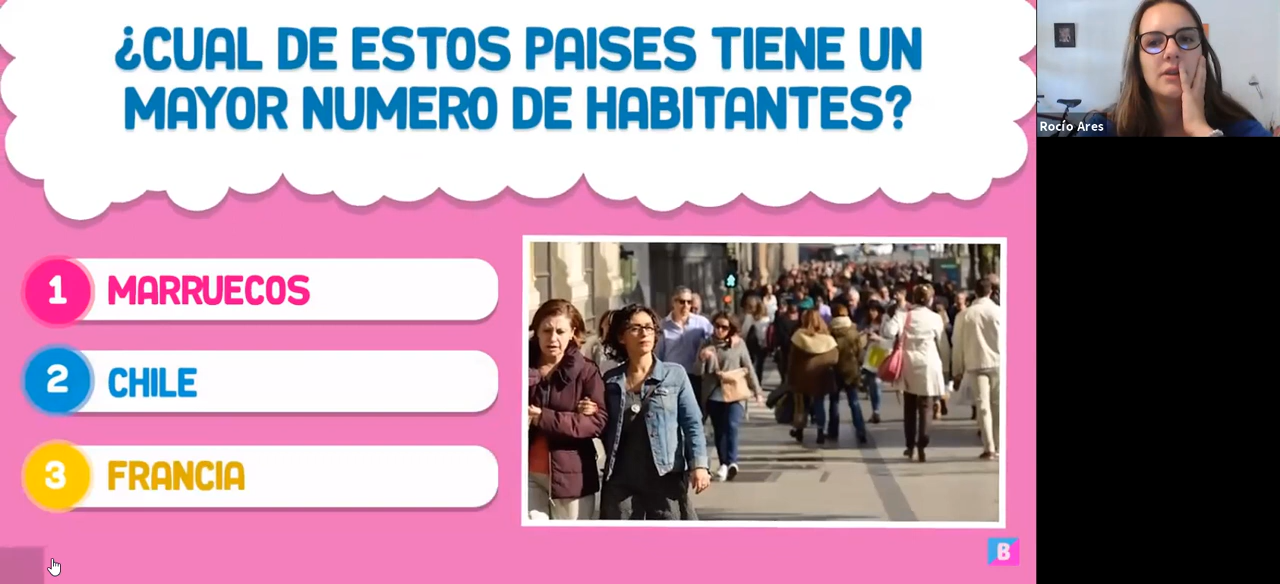 ¿CUAL DE ESTOS PAISES TIENE UN
MAYOR NUMERO DE HABITANTES?
1 MARRUECOS
2 CHILE
3 FRANCIA
B
Rocío Ares